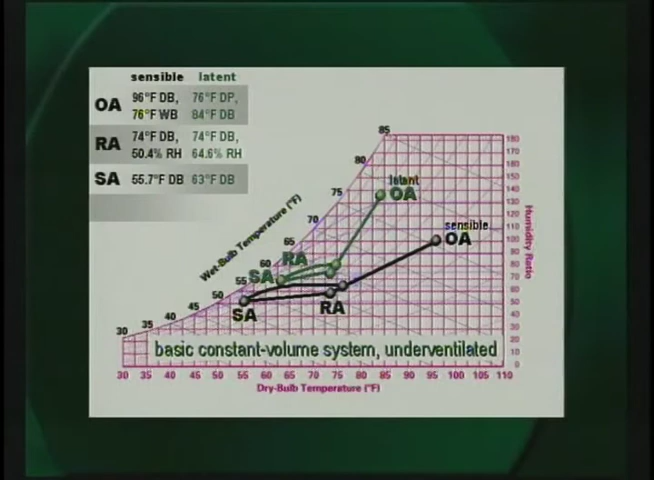 sensible latent
OA 96°F DB, 76°F DP,
76°F WB 84°F DB
RA 74°F DB, 74°F DB,
50.4% RH 64.6% RH
SA 55.7°F DB 63°F DB
85
80
75
70
65
60
55
50
45
40
35
30
Wet-Bulb Temperature (°F)
latent
OA
sensible
OA
RA
SA
SA
RA
180
170
160
150
140
130
120
110
100
90
80
70
60
50
40
30
20
10
0
Humidity Ratio
basic constant-volume system, underventilated
30 35 40 45 50 55 60 65 70 75 80 85 90 95 100 105 110
Dry-Bulb Temperature (°F)